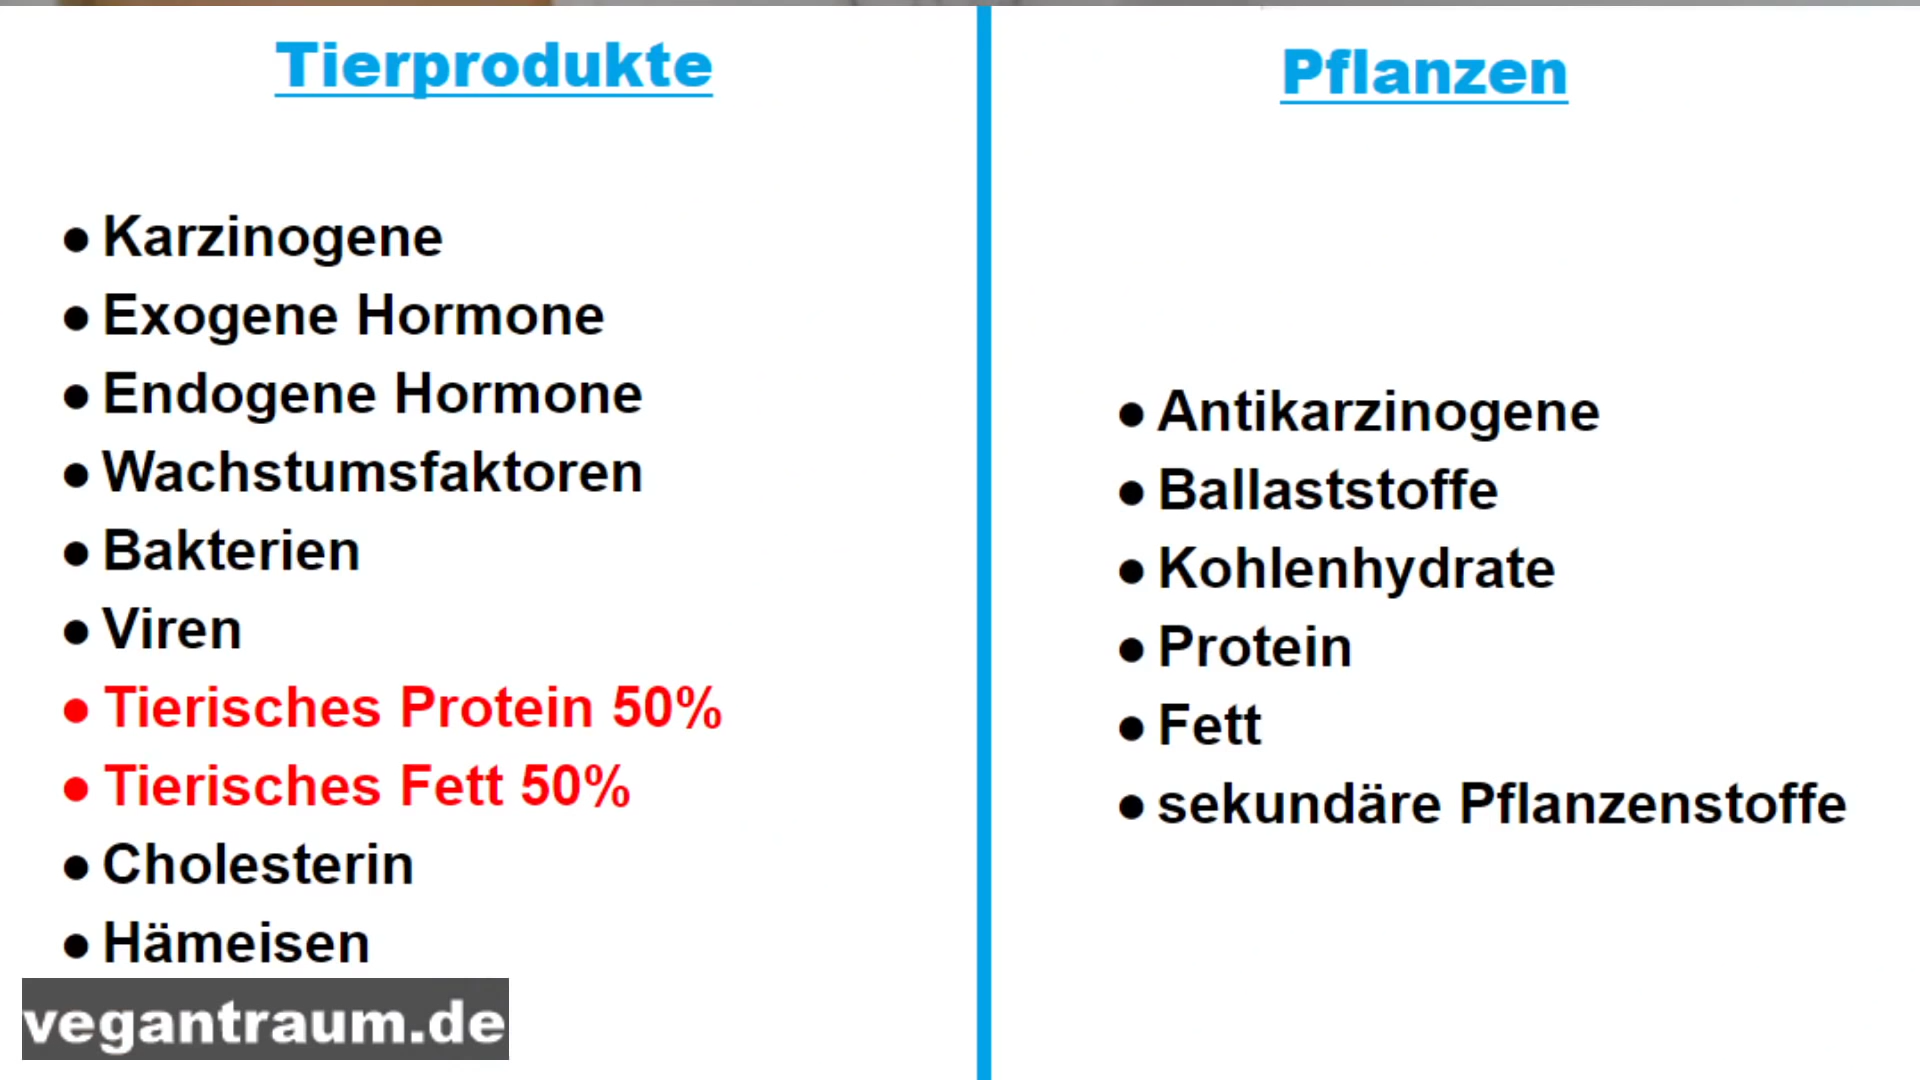 Tierprodukte
● Karzinogene
● Exogene Hormone
● Endogene Hormone
● Wachstumsfaktoren
● Bakterien
● Viren
● Tierisches Protein 50%
● Tierisches Fett 50%
● Cholesterin
● Hämeisen
vegantraum.de
Pflanzen
● Antikarzinogene
● Ballaststoffe
● Kohlenhydrate
● Protein
● Fett
● sekundäre Pflanzenstoffe